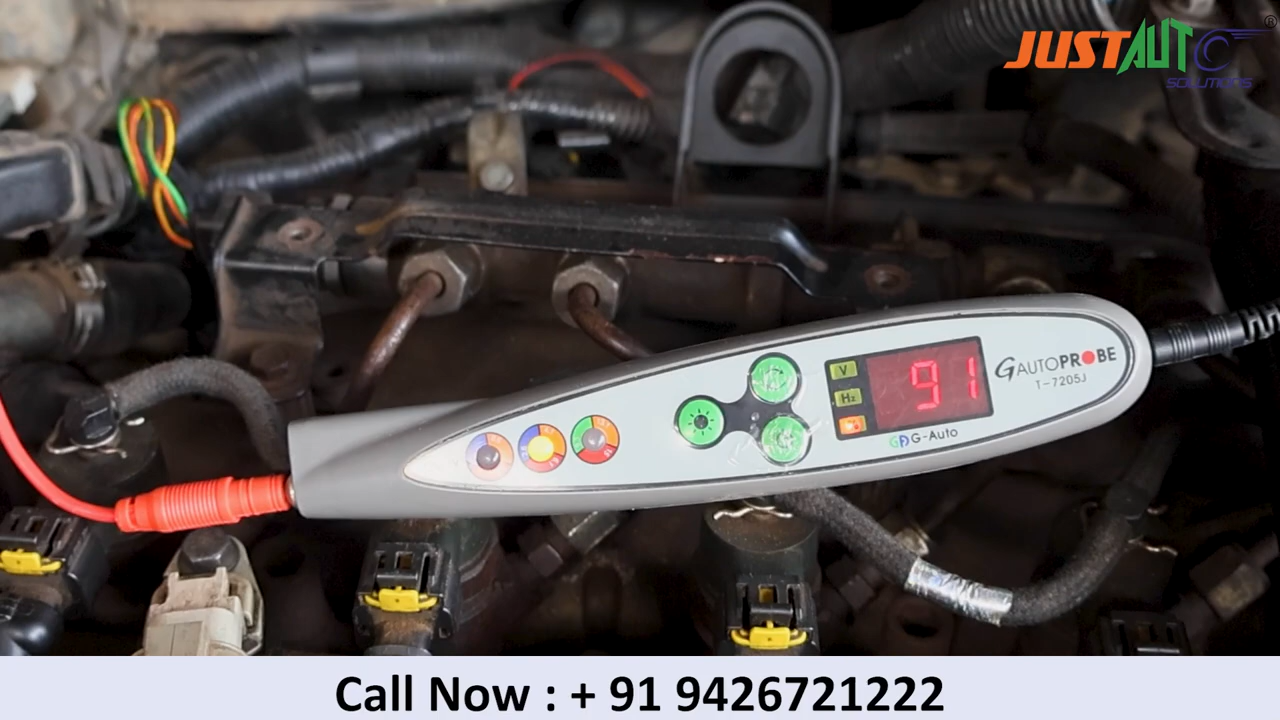 JUSTAUTO®
SOLUTIONS
V
Hz
91
GAUTOPROBE
T-7205J
G-Auto
Call Now : + 91 9426721222